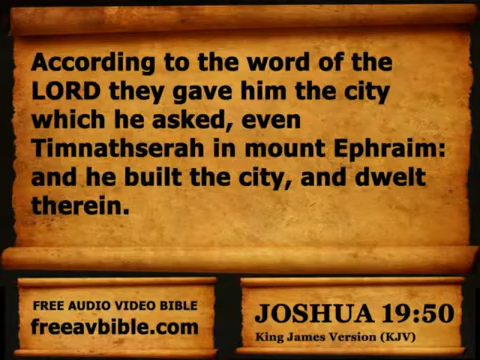 According to the word of the
LORD they gave him the city
which he asked, even
Timnathserah in mount Ephraim:
and he built the city, and dwelt
therein.
FREE AUDIO VIDEO BIBLE
freeavbible.com
JOSHUA 19:50
King James Version (KJV)